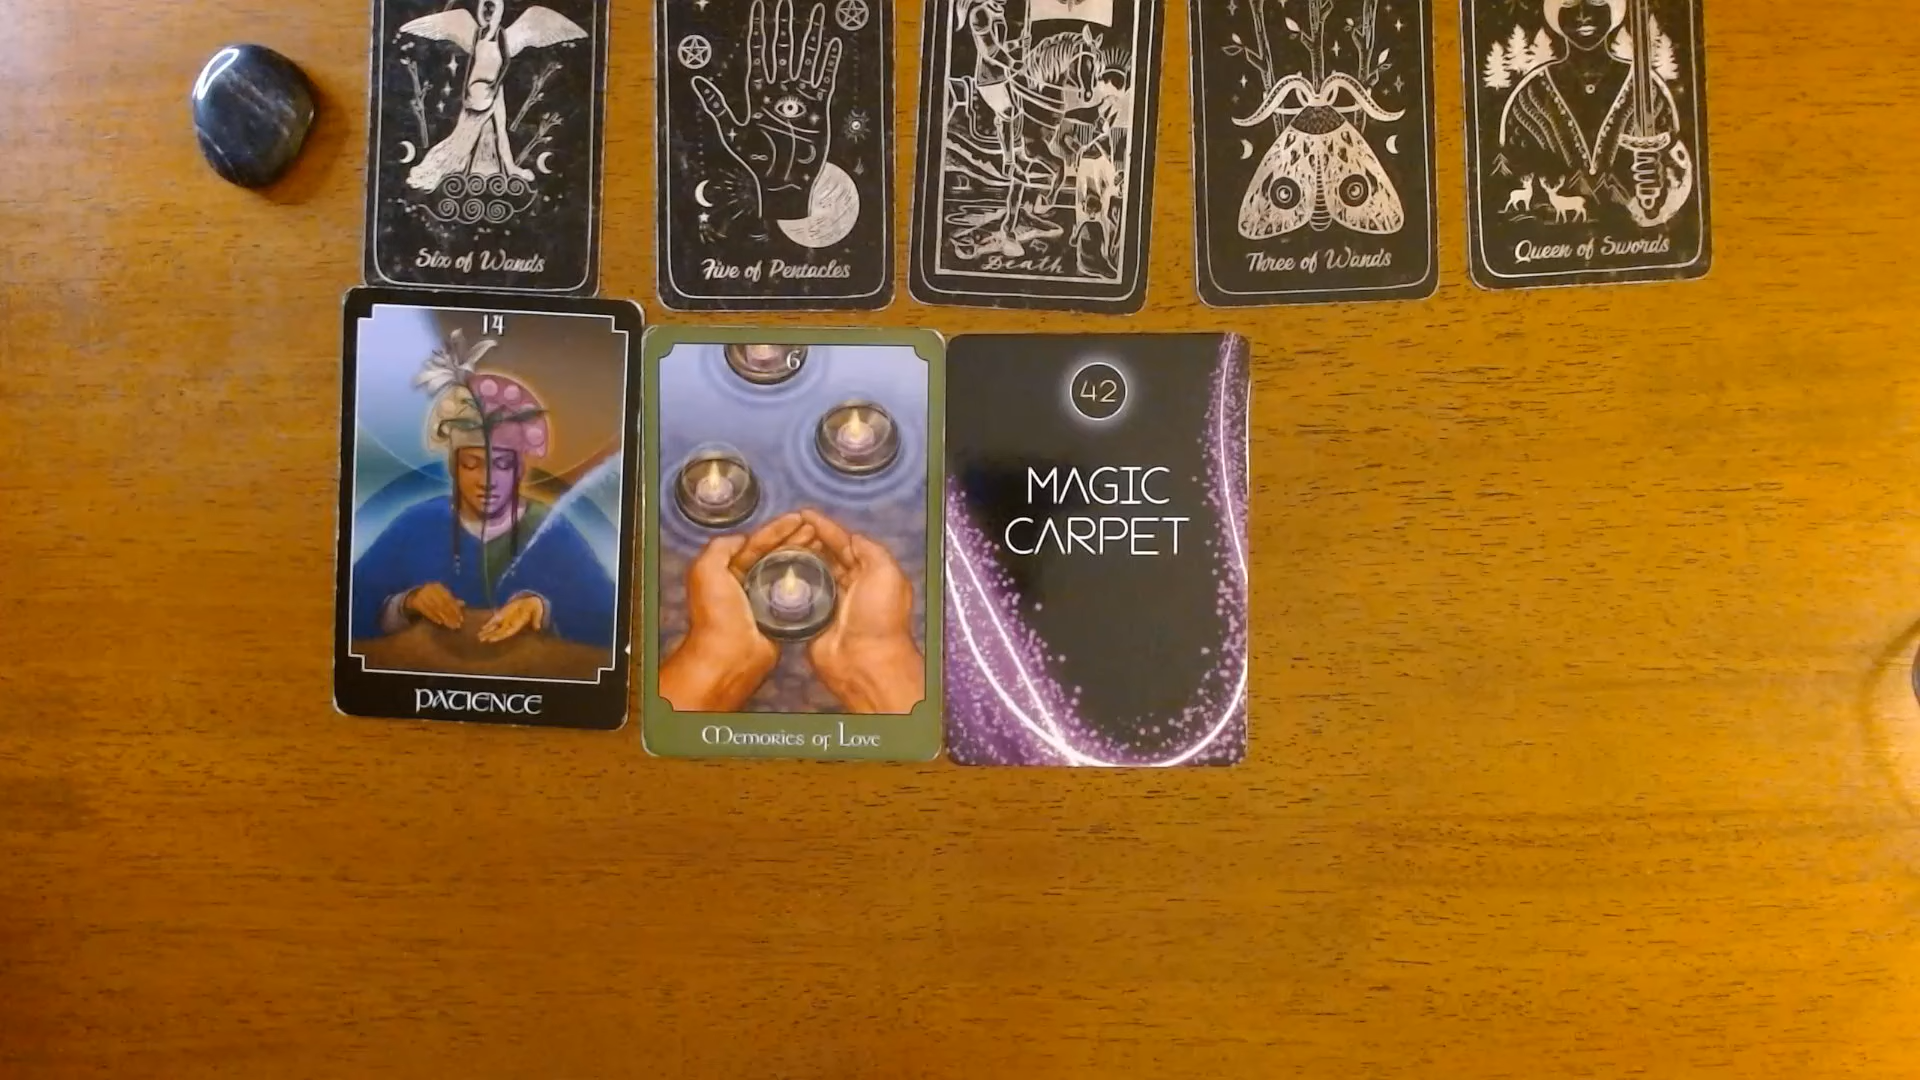 Six of Wands
Five of Pentacles
Death
Three of Wands
Queen of Swords
14
PATIENCE
6
Memories of Love
42
MAGIC
CARPET